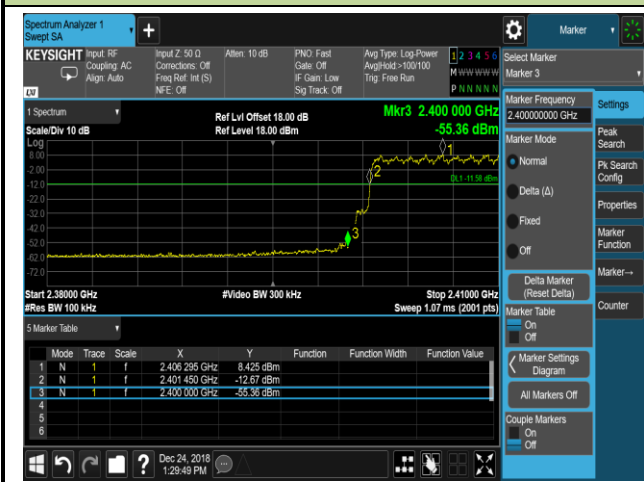 Spectrum Analyzer 1
Swept SA
+
Marker
KEYSIGHT
Input: RF
Coupling: AC
Align: Auto
Input Z: 50 Ω
Corrections: Off
Freq Ref: Int (S)
NFE: Off
Atten: 10 dB
PNO: Fast
Gate: Off
IF Gain: Low
Sig Track: Off
Avg Type: Log-Power
Avg|Hold:>100/100
Trig: Free Run
1 2 3 4 5 6
M W W W W W
P N N N N N
LXI
Select Marker
Marker 3
1 Spectrum
Scale/Div 10 dB
Ref Lvl Offset 18.00 dB
Ref Level 18.00 dBm
Mkr3 2.400 000 GHz
-55.36 dBm
Log
8.00
-2.00
-12.0
-22.0
-32.0
-42.0
-52.0
-62.0
-72.0
1
2
3
DL1 -11.58 dBm
Start 2.38000 GHz
#Res BW 100 kHz
#Video BW 300 kHz
Stop 2.41000 GHz
Sweep 1.07 ms (2001 pts)
5 Marker Table
Mode Trace Scale X Y Function Function Width Function Value
1 N 1 f 2.406 295 GHz 8.425 dBm
2 N 1 f 2.401 450 GHz -12.67 dBm
3 N 1 f 2.400 000 GHz -55.36 dBm
4
5
6
Marker Frequency
2.400000000 GHz
Marker Mode
Normal
Delta (Δ)
Fixed
Off
Delta Marker
(Reset Delta)
Marker Table
On
Off
Marker Settings
Diagram
All Markers Off
Couple Markers
On
Off
Settings
Peak
Search
Pk Search
Config
Properties
Marker
Function
Marker→
Counter
?
Dec 24, 2018
1:29:49 PM